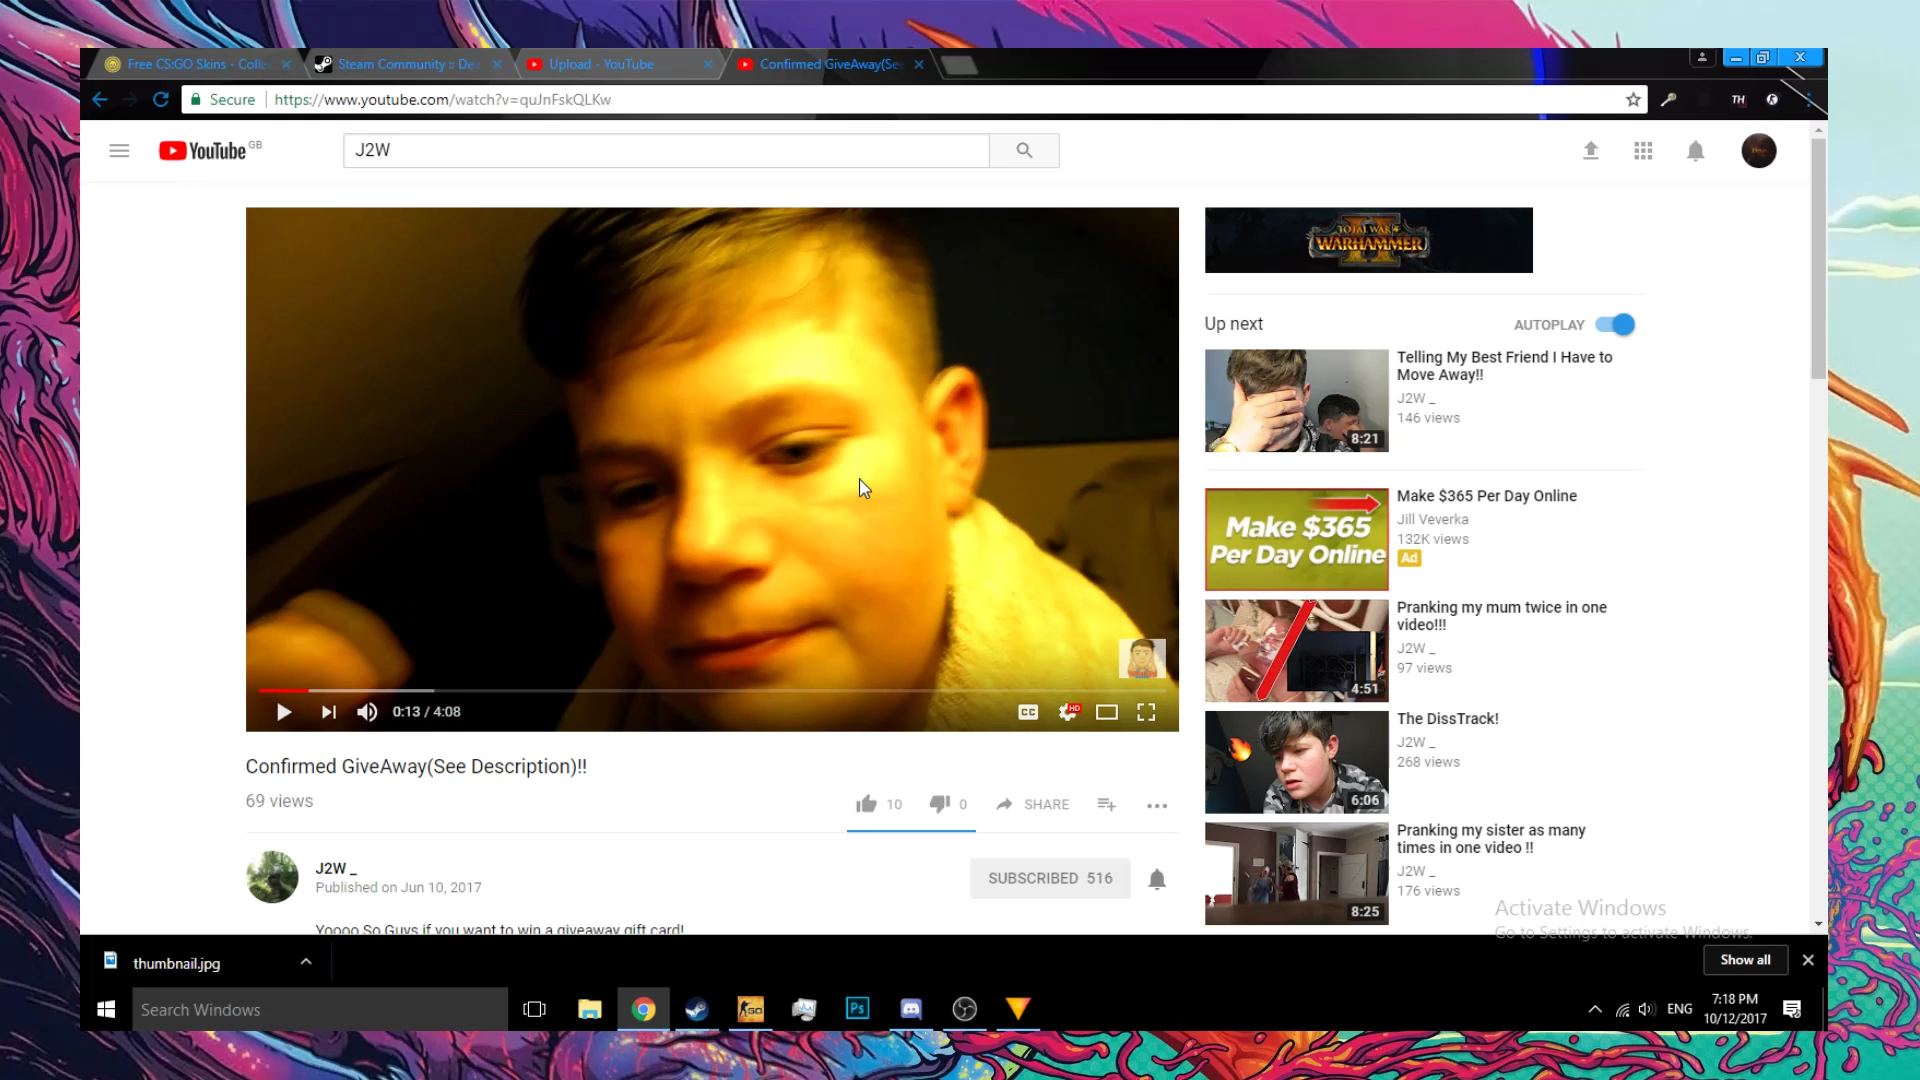 Free CS:GO Skins - Colle
Steam Community :: De
Upload - YouTube
Confirmed GiveAway(Se
Secure
https://www.youtube.com/watch?v=quJnFskQLKw
TH
YouTube GB
J2W
TOTAL WAR
WARHAMMER
II
Up next
AUTOPLAY
Telling My Best Friend I Have to
Move Away!!
J2W _
146 views
8:21
Make $365
Per Day Online
Make $365 Per Day Online
Jill Veverka
132K views
Ad
Pranking my mum twice in one
video!!!
J2W _
97 views
4:51
The DissTrack!
J2W _
268 views
6:06
Pranking my sister as many
times in one video !!
J2W _
176 views
8:25
0:13 / 4:08
CC
HD
Confirmed GiveAway(See Description)!!
69 views
10
0
SHARE
J2W _
Published on Jun 10, 2017
SUBSCRIBED 516
Yoooo So Guys if you want to win a giveaway gift card!
Activate Windows
Go to Settings to activate Windows.
thumbnail.jpg
Show all
Search Windows
GO
Ps
ENG
7:18 PM
10/12/2017